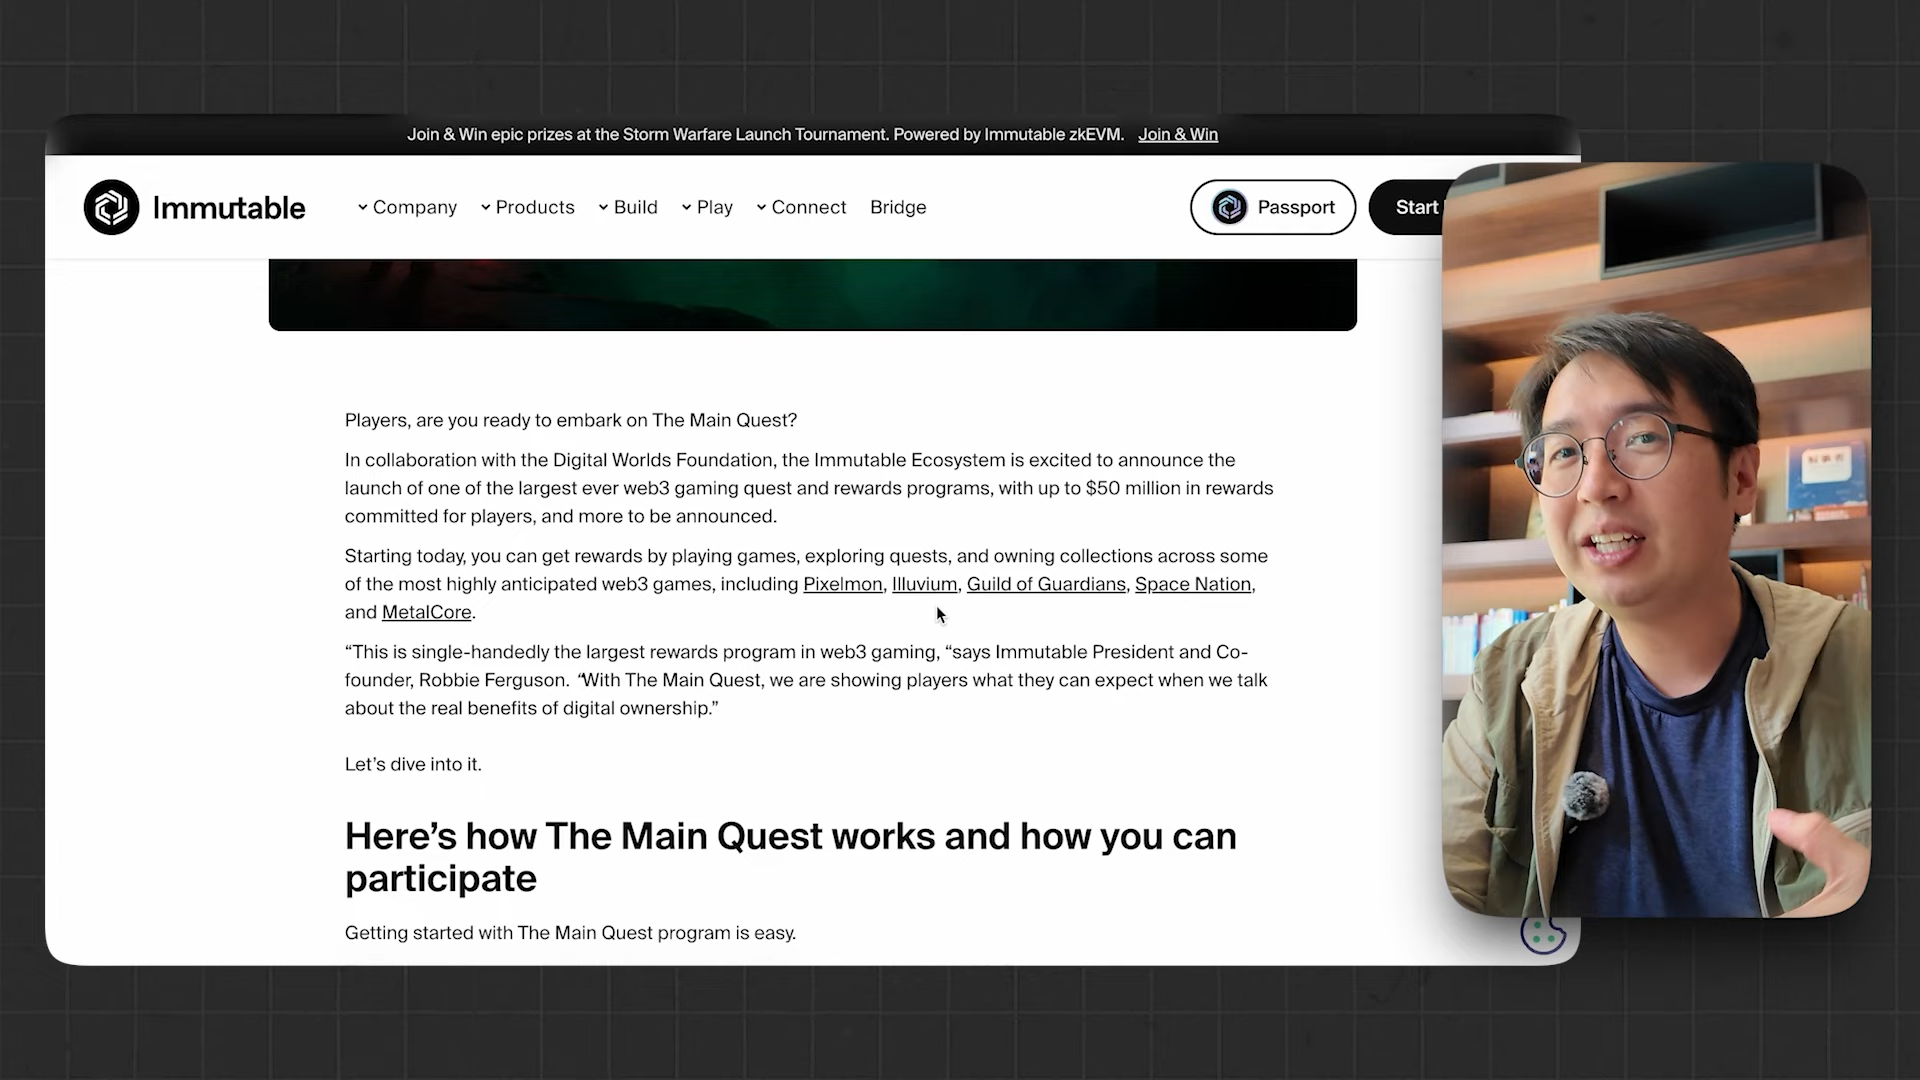 Join & Win epic prizes at the Storm Warfare Launch Tournament. Powered by Immutable zkEVM. Join & Win
Immutable Company Products Build Play Connect Bridge Passport Start
Players, are you ready to embark on The Main Quest?
In collaboration with the Digital Worlds Foundation, the Immutable Ecosystem is excited to announce the
launch of one of the largest ever web3 gaming quest and rewards programs, with up to $50 million in rewards
committed for players, and more to be announced.
Starting today, you can get rewards by playing games, exploring quests, and owning collections across some
of the most highly anticipated web3 games, including Pixelmon, Illuvium, Guild of Guardians, Space Nation,
and MetalCore.
“This is single-handedly the largest rewards program in web3 gaming, “says Immutable President and Co-
founder, Robbie Ferguson. “With The Main Quest, we are showing players what they can expect when we talk
about the real benefits of digital ownership.”
Let’s dive into it.
Here’s how The Main Quest works and how you can
participate
Getting started with The Main Quest program is easy.